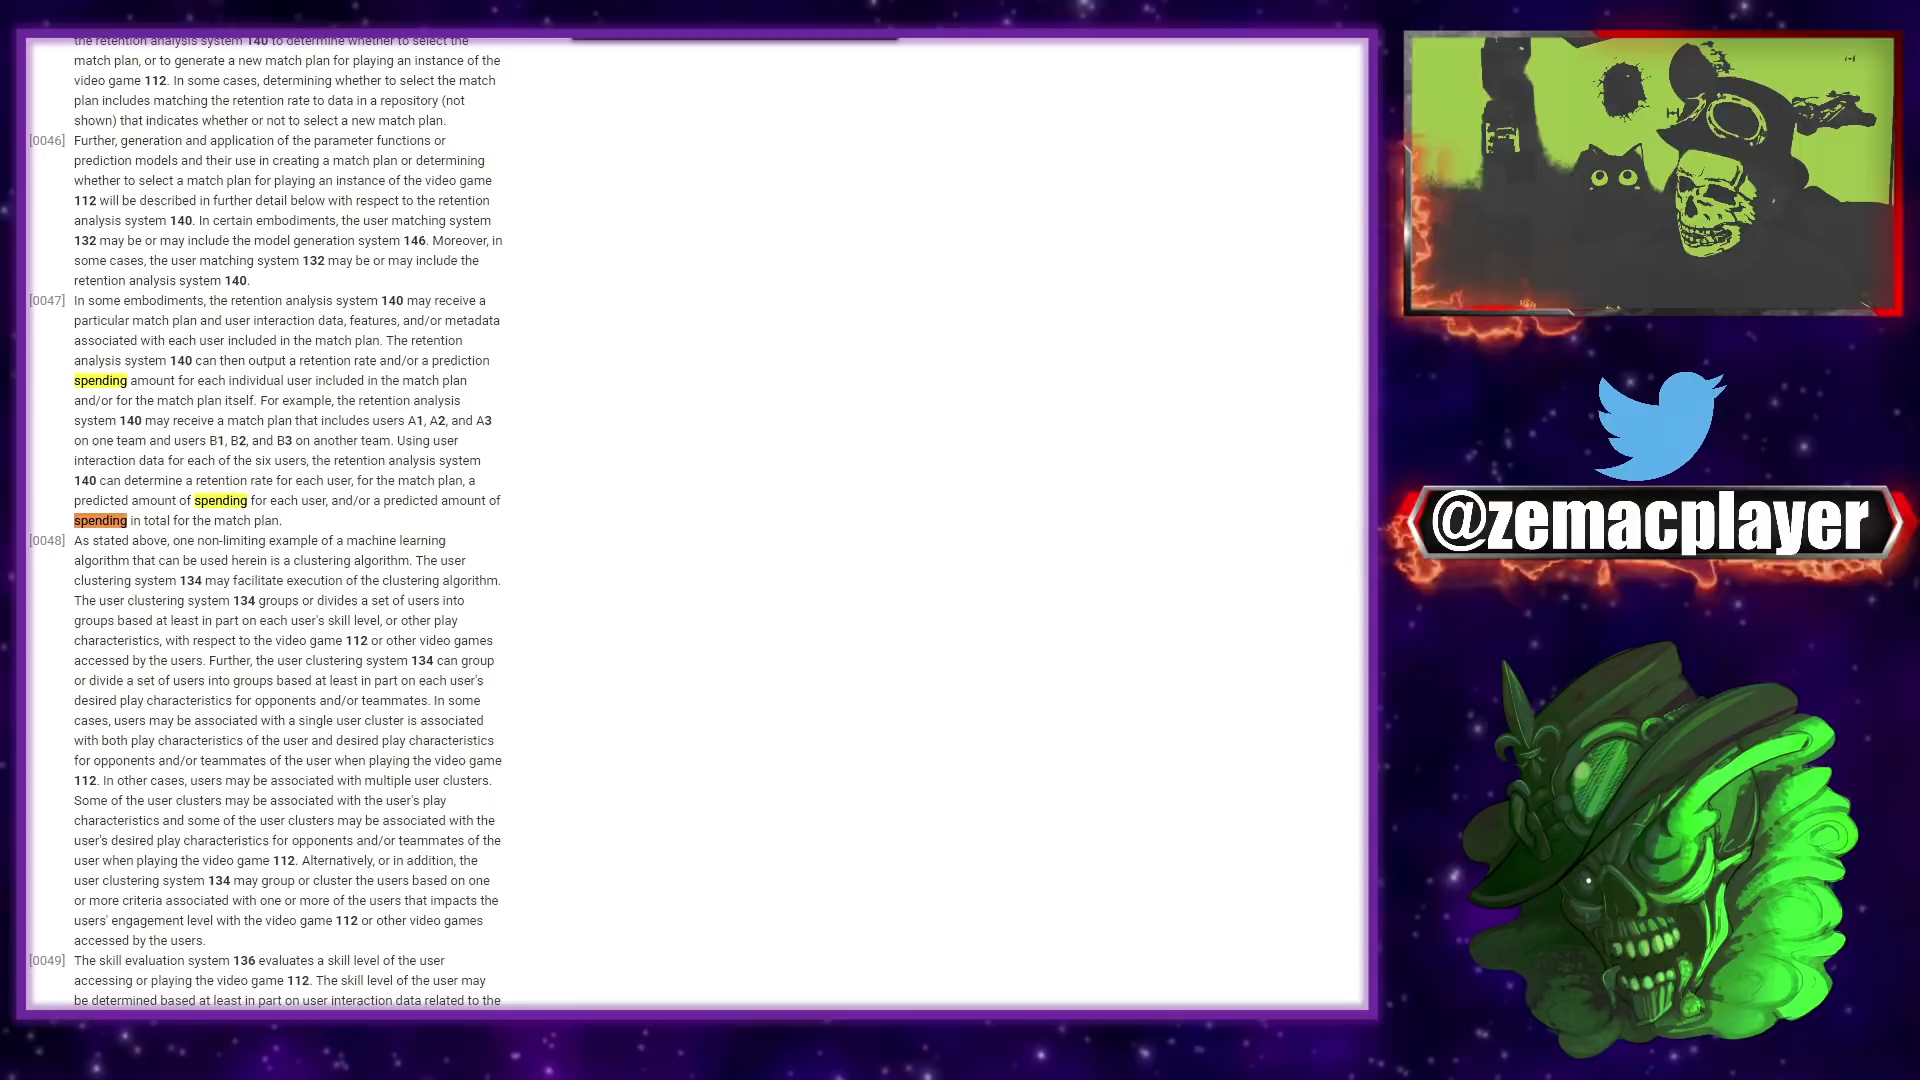 the retention analysis system 140 to determine whether to select the
match plan, or to generate a new match plan for playing an instance of the
video game 112. In some cases, determining whether to select the match
plan includes matching the retention rate to data in a repository (not
shown) that indicates whether or not to select a new match plan.
[0046] Further, generation and application of the parameter functions or
prediction models and their use in creating a match plan or determining
whether to select a match plan for playing an instance of the video game
112 will be described in further detail below with respect to the retention
analysis system 140. In certain embodiments, the user matching system
132 may be or may include the model generation system 146. Moreover, in
some cases, the user matching system 132 may be or may include the
retention analysis system 140.
[0047] In some embodiments, the retention analysis system 140 may receive a
particular match plan and user interaction data, features, and/or metadata
associated with each user included in the match plan. The retention
analysis system 140 can then output a retention rate and/or a prediction
spending amount for each individual user included in the match plan
and/or for the match plan itself. For example, the retention analysis
system 140 may receive a match plan that includes users A1, A2, and A3
on one team and users B1, B2, and B3 on another team. Using user
interaction data for each of the six users, the retention analysis system
140 can determine a retention rate for each user, for the match plan, a
predicted amount of spending for each user, and/or a predicted amount of
spending in total for the match plan.
[0048] As stated above, one non-limiting example of a machine learning
algorithm that can be used herein is a clustering algorithm. The user
clustering system 134 may facilitate execution of the clustering algorithm.
The user clustering system 134 groups or divides a set of users into
groups based at least in part on each user's skill level, or other play
characteristics, with respect to the video game 112 or other video games
accessed by the users. Further, the user clustering system 134 can group
or divide a set of users into groups based at least in part on each user's
desired play characteristics for opponents and/or teammates. In some
cases, users may be associated with a single user cluster is associated
with both play characteristics of the user and desired play characteristics
for opponents and/or teammates of the user when playing the video game
112. In other cases, users may be associated with multiple user clusters.
Some of the user clusters may be associated with the user's play
characteristics and some of the user clusters may be associated with the
user's desired play characteristics for opponents and/or teammates of the
user when playing the video game 112. Alternatively, or in addition, the
user clustering system 134 may group or cluster the users based on one
or more criteria associated with one or more of the users that impacts the
users' engagement level with the video game 112 or other video games
accessed by the users.
[0049] The skill evaluation system 136 evaluates a skill level of the user
accessing or playing the video game 112. The skill level of the user may
be determined based at least in part on user interaction data related to the
@zemacplayer